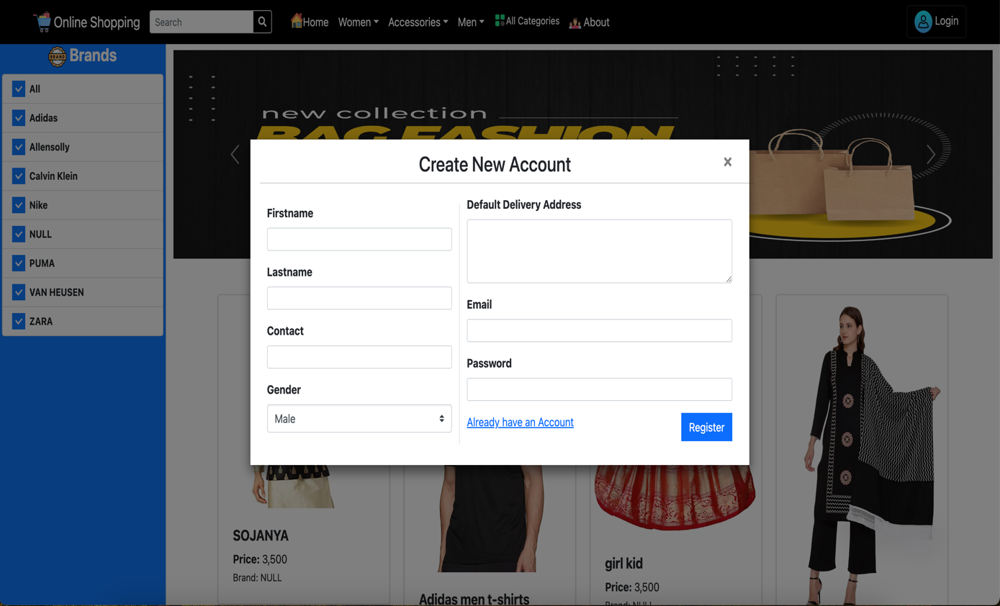 Online Shopping
Search
Home
Women
Accessories
Men
All Categories
About
Login
BRAND
Brands
All
Adidas
Allensolly
Calvin Klein
Nike
NULL
PUMA
VAN HEUSEN
ZARA
new collection
BAG FASHION
Create New Account
×
Firstname
Lastname
Contact
Gender
Male
Default Delivery Address
Email
Password
Already have an Account
Register
SOJANYA
Price: 3,500
Brand: NULL
Adidas men t-shirts
girl kid
Price: 3,500
Brand: NULL